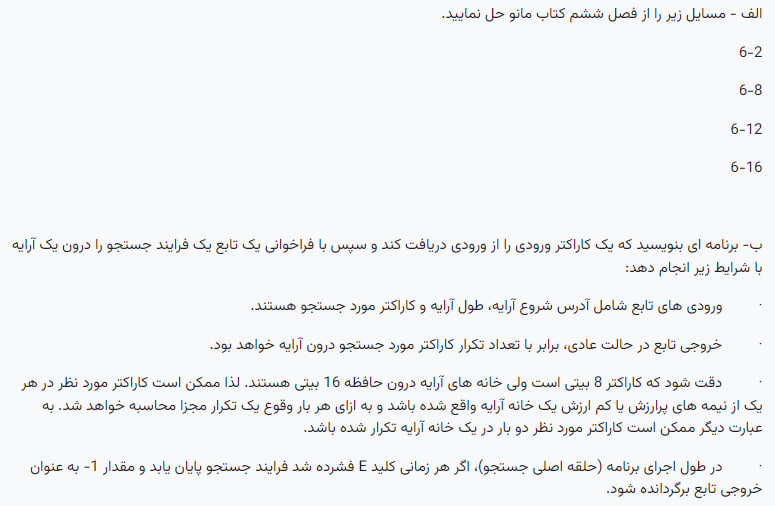 الف - مسایل زیر را از فصل ششم کتاب مانو حل نمایید.
6-2
6-8
6-12
6-16
ب- برنامه ای بنویسید که یک کاراکتر ورودی را از ورودی دریافت کند و سپس با فراخوانی یک تابع یک فرایند جستجو را درون یک آرایه
با شرایط زیر انجام دهد:
· ورودی های تابع شامل آدرس شروع آرایه، طول آرایه و کاراکتر مورد جستجو هستند.
· خروجی تابع در حالت عادی، برابر با تعداد تکرار کاراکتر مورد جستجو درون آرایه خواهد بود.
· دقت شود که کاراکتر 8 بیتی است ولی خانه های آرایه درون حافظه 16 بیتی هستند. لذا ممکن است کاراکتر مورد نظر در هر
یک از نیمه های پرارزش یا کم ارزش یک خانه آرایه واقع شده باشد و به ازای هر بار وقوع یک تکرار مجزا محاسبه خواهد شد. به
عبارت دیگر ممکن است کاراکتر مورد نظر دو بار در یک خانه آرایه تکرار شده باشد.
· در طول اجرای برنامه (حلقه اصلی جستجو)، اگر هر زمانی کلید E فشرده شد فرایند جستجو پایان یابد و مقدار 1- به عنوان
خروجی تابع برگردانده شود.